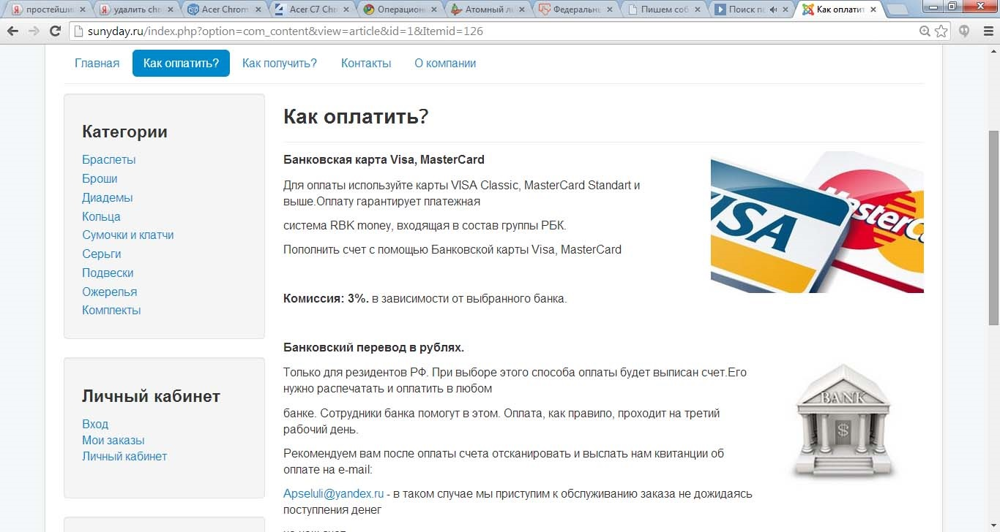 простейши
удалить chr
Acer Chrom
Acer C7 Chr
Операцион
Атомный л
Федеральн
Пишем соб
Поиск по
Как оплатит
sunyday.ru/index.php?option=com_content&view=article&id=1&Itemid=126
Главная Как оплатить? Как получить? Контакты О компании
Категории
Браслеты
Броши
Диадемы
Кольца
Сумочки и клатчи
Серьги
Подвески
Ожерелья
Комплекты
Личный кабинет
Вход
Мои заказы
Личный кабинет
Как оплатить?
Банковская карта Visa, MasterCard
Для оплаты используйте карты VISA Classic, MasterCard Standart и
выше.Оплату гарантирует платежная
система RBK money, входящая в состав группы РБК.
Пополнить счет с помощью Банковской карты Visa, MasterCard
VISA
MasterC
Комиссия: 3%. в зависимости от выбранного банка.
Банковский перевод в рублях.
Только для резидентов РФ. При выборе этого способа оплаты будет выписан счет.Его
нужно распечатать и оплатить в любом
банке. Сотрудники банка помогут в этом. Оплата, как правило, проходит на третий
рабочий день.
BANK
$
Рекомендуем вам после оплаты счета отсканировать и выслать нам квитанции об
оплате на e-mail:
Apseluli@yandex.ru - в таком случае мы приступим к обслуживанию заказа не дожидаясь
поступления денег